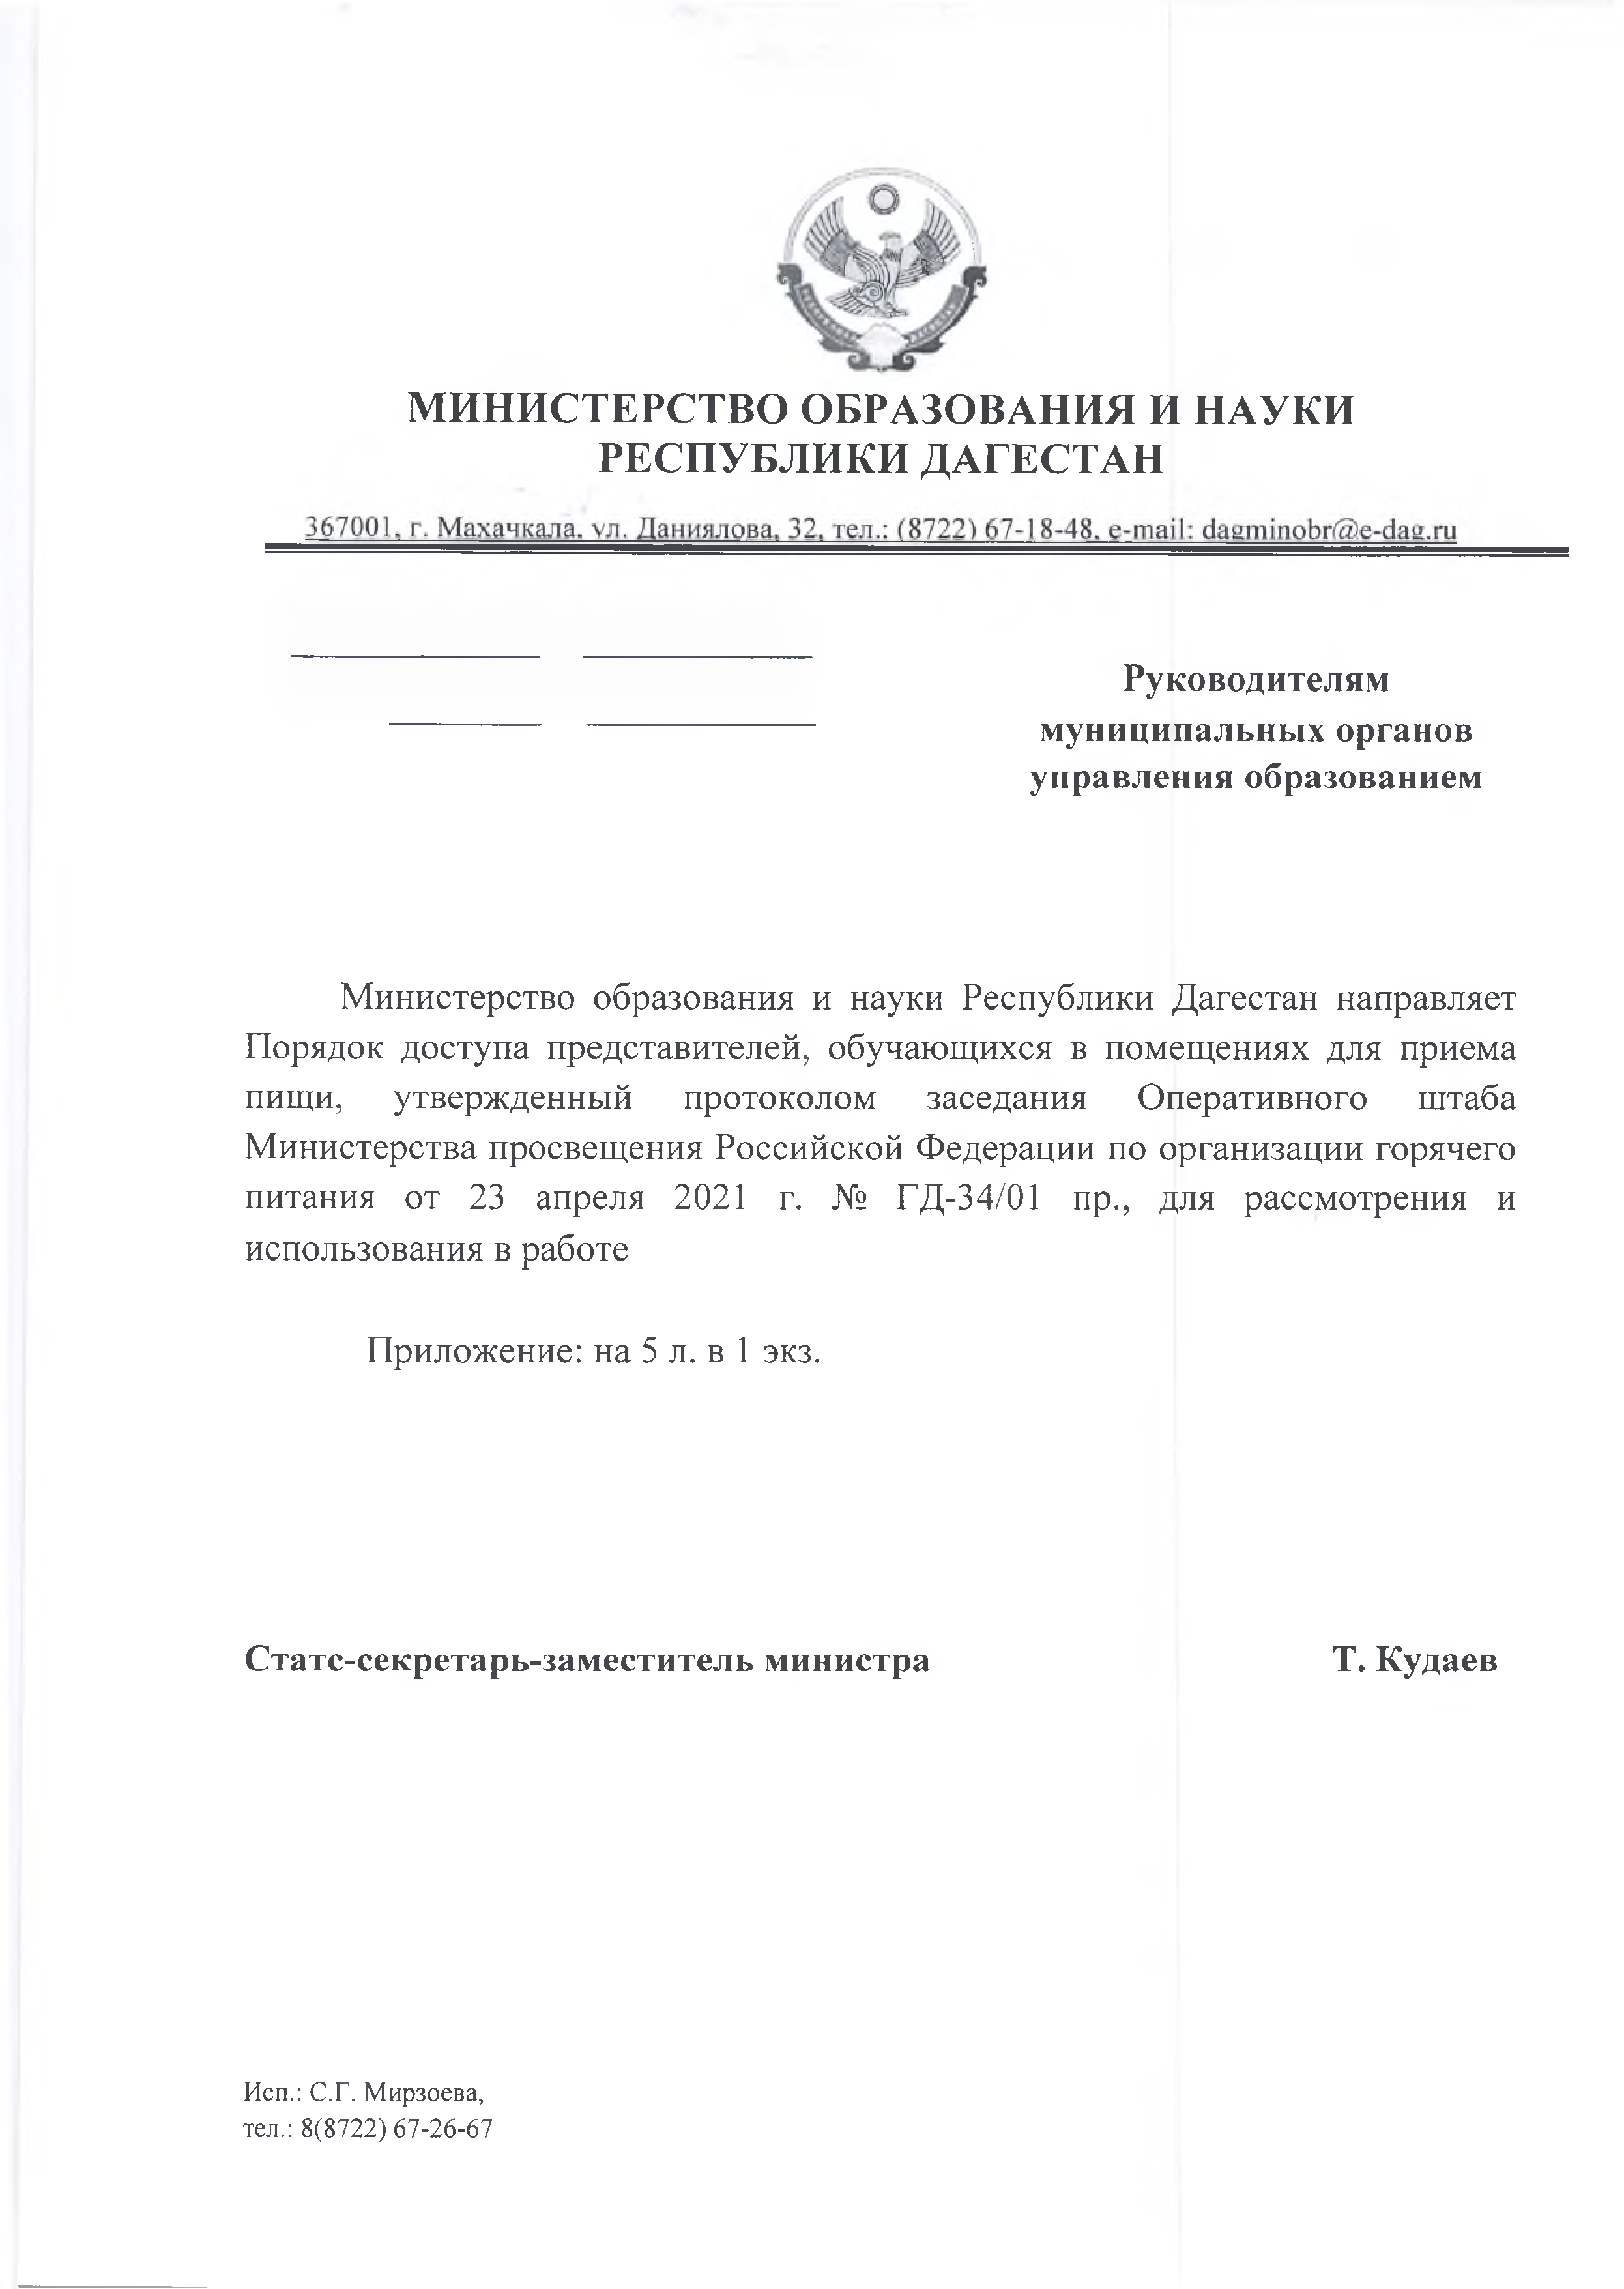 МИНИСТЕРСТВО ОБРАЗОВАНИЯ И НАУКИ
РЕСПУБЛИКИ ДАГЕСТАН
367001, г. Махачкала, ул. Даниялова, 32, тел.: (8722) 67-18-48, e-mail: dagminobr@e-dag.ru
Руководителям
муниципальных органов
управления образованием
Министерство образования и науки Республики Дагестан направляет
Порядок доступа представителей, обучающихся в помещениях для приема
пищи, утвержденный протоколом заседания Оперативного штаба
Министерства просвещения Российской Федерации по организации горячего
питания от 23 апреля 2021 г. № ГД-34/01 пр., для рассмотрения и
использования в работе
Приложение: на 5 л. в 1 экз.
Статс-секретарь-заместитель министра Т. Кудаев
Исп.: С.Г. Мирзоева,
тел.: 8(8722) 67-26-67